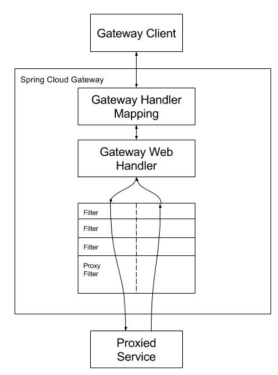 Gateway Client
Spring Cloud Gateway
Gateway Handler
Mapping
Gateway Web
Handler
Filter
Filter
Filter
Proxy
Filter
Proxied
Service